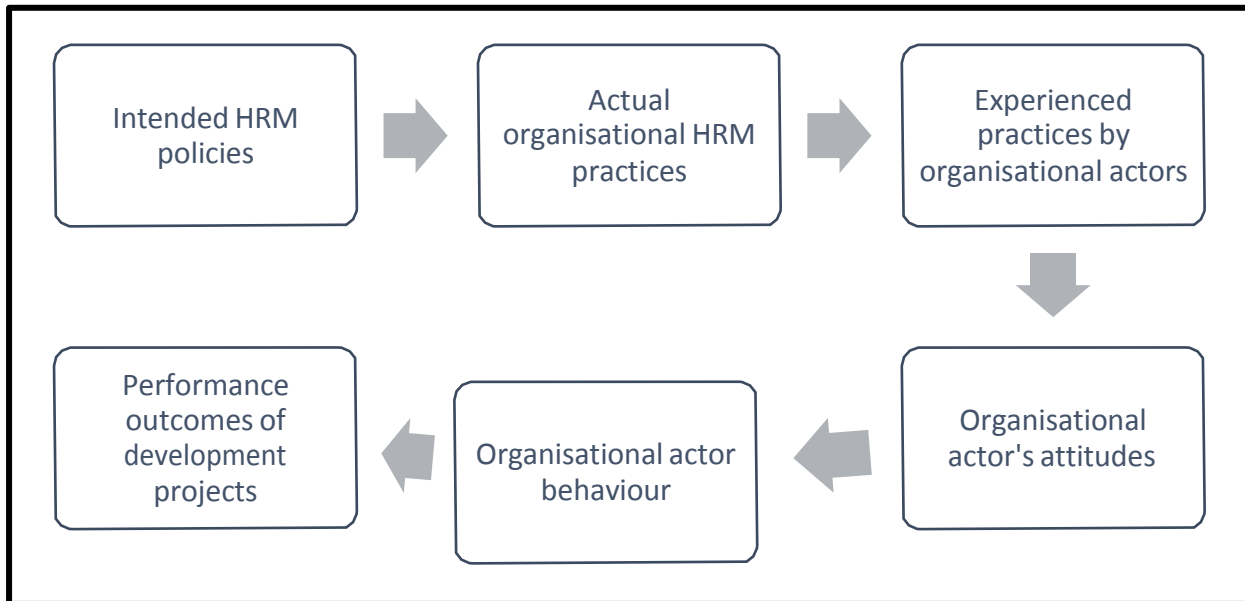 Intended HRM
policies
Actual
organisational HRM
practices
Experienced
practices by
organisational actors
Organisational
actor's attitudes
Organisational actor
behaviour
Performance
outcomes of
development
projects